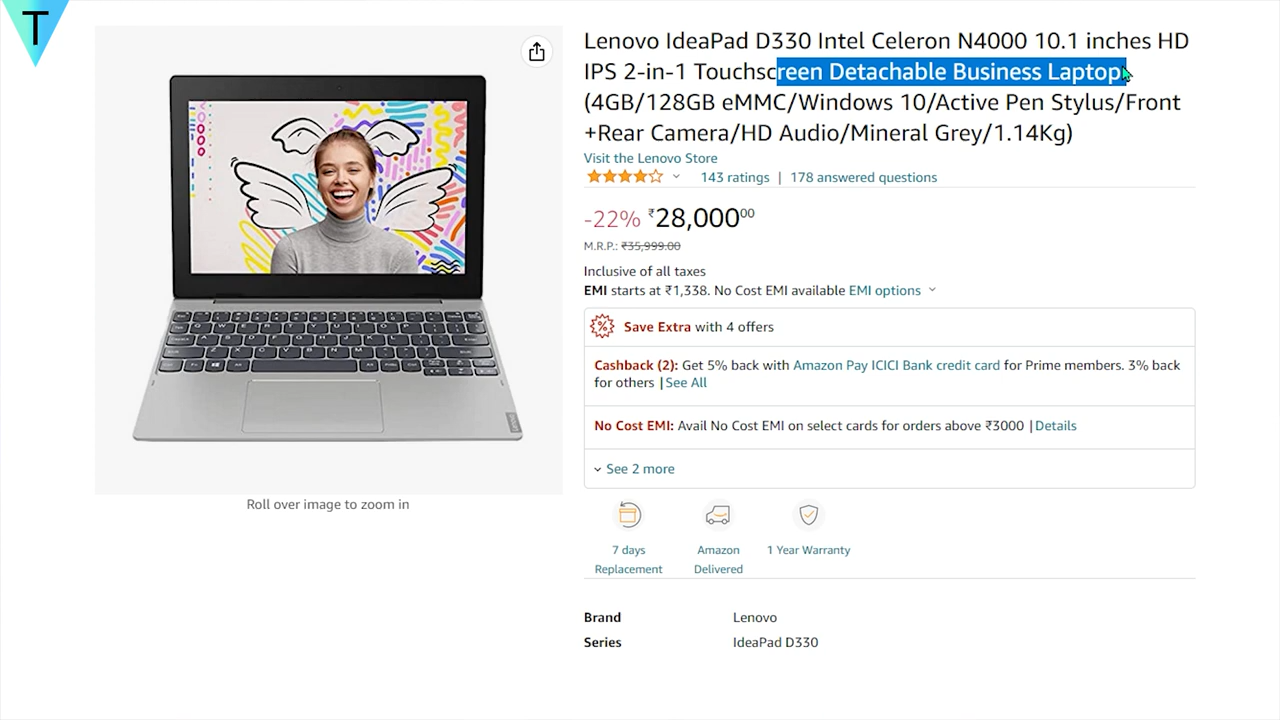 T
Lenovo IdeaPad D330 Intel Celeron N4000 10.1 inches HD
IPS 2-in-1 Touchscreen Detachable Business Laptop
(4GB/128GB eMMC/Windows 10/Active Pen Stylus/Front
+Rear Camera/HD Audio/Mineral Grey/1.14Kg)
Visit the Lenovo Store
143 ratings | 178 answered questions
-22% ₹28,00000
M.R.P.: ₹35,999.00
Inclusive of all taxes
EMI starts at ₹1,338. No Cost EMI available EMI options
Save Extra with 4 offers
Cashback (2): Get 5% back with Amazon Pay ICICI Bank credit card for Prime members. 3% back
for others | See All
No Cost EMI: Avail No Cost EMI on select cards for orders above ₹3000 | Details
See 2 more
Roll over image to zoom in
7 days
Replacement
Amazon
Delivered
1 Year Warranty
Brand Lenovo
Series IdeaPad D330